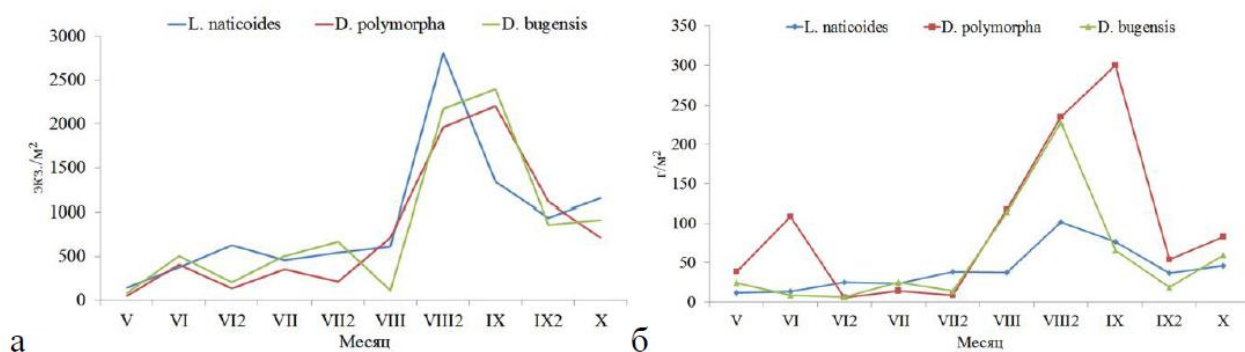 L. naticoides D. polymorpha D. bugensis
3000
2500
2000
1500
1000
500
0
экз./м²
V VI VI2 VII VII2 VIII VIII2 IX IX2 X
Месяц
а
L. naticoides D. polymorpha D. bugensis
350
300
250
200
150
100
50
0
г/м²
V VI VI2 VII VII2 VIII VIII2 IX IX2 X
Месяц
б